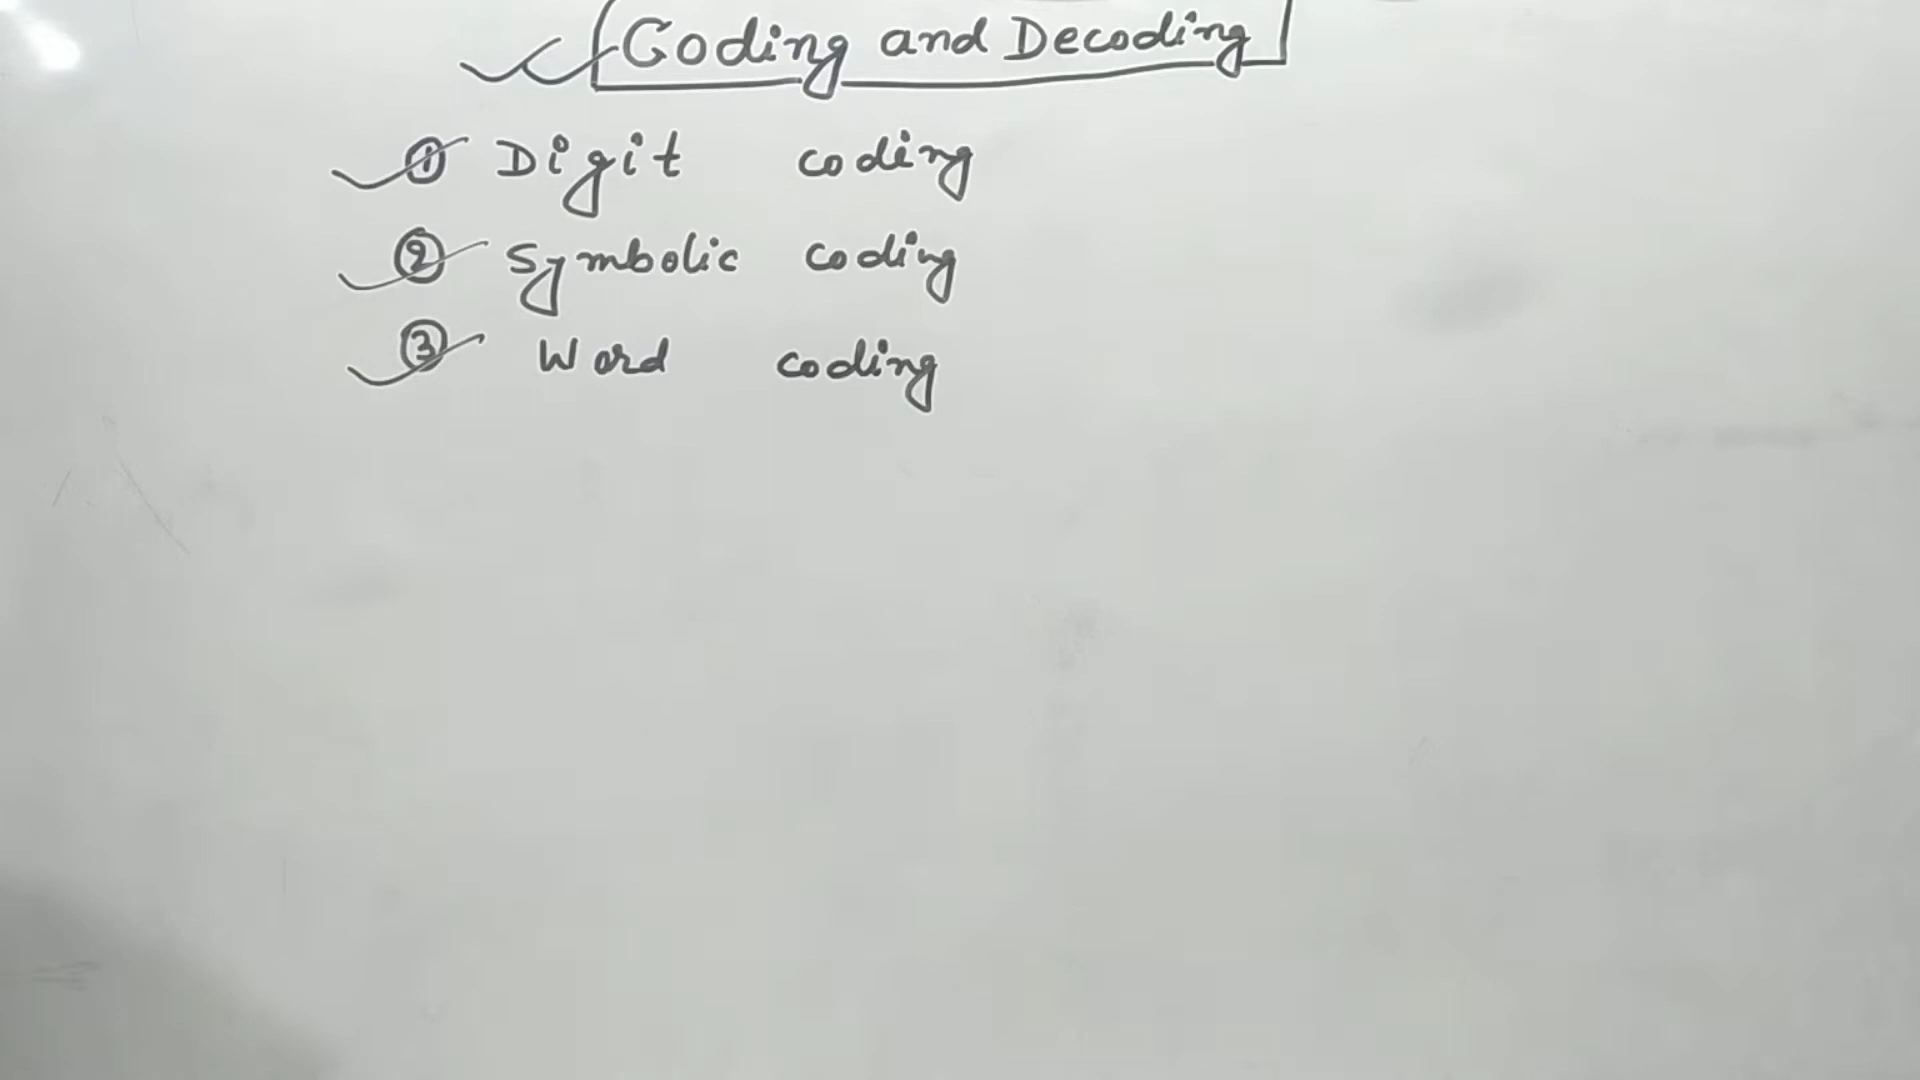 Coding and Decoding
① Digit coding
② Symbolic coding
③ Word coding